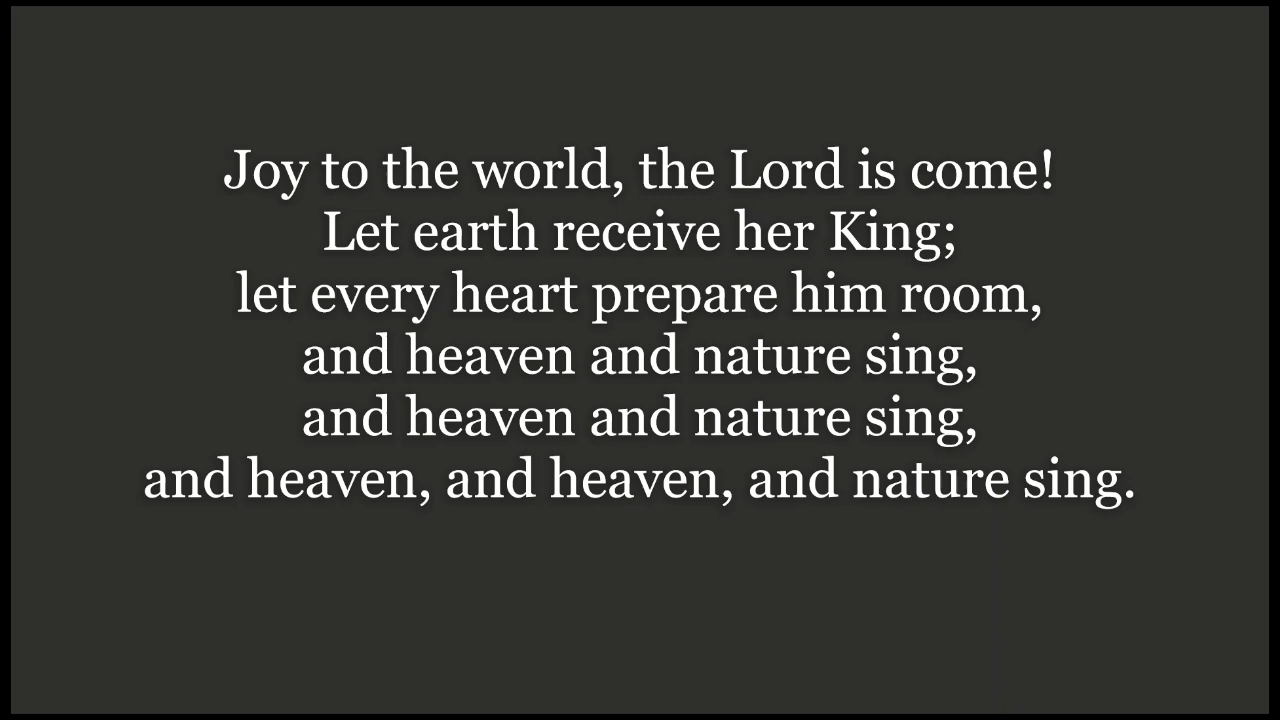 Joy to the world, the Lord is come!
Let earth receive her King;
let every heart prepare him room,
and heaven and nature sing,
and heaven and nature sing,
and heaven, and heaven, and nature sing.